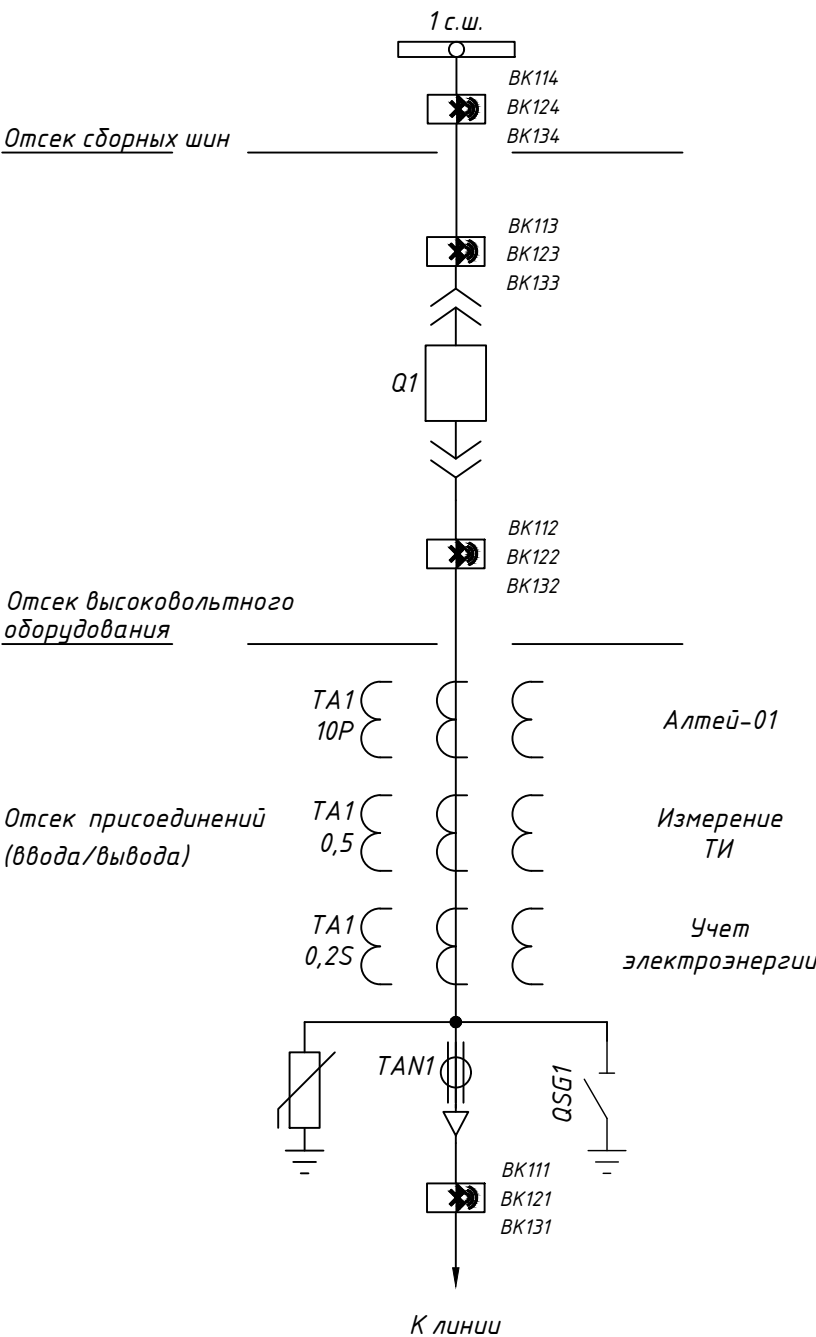 1 с.ш.
ВК114
ВК124
ВК134
Отсек сборных шин
ВК113
ВК123
ВК133
Q1
ВК112
ВК122
ВК132
Отсек высоковольтного
оборудования
ТА1
10Р
Алтей-01
Отсек присоединений
(ввода/вывода)
ТА1
0,5
Измерение
ТИ
ТА1
0,2S
Учет
электроэнергии
TAN1
QSG1
ВК111
ВК121
ВК131
К линии